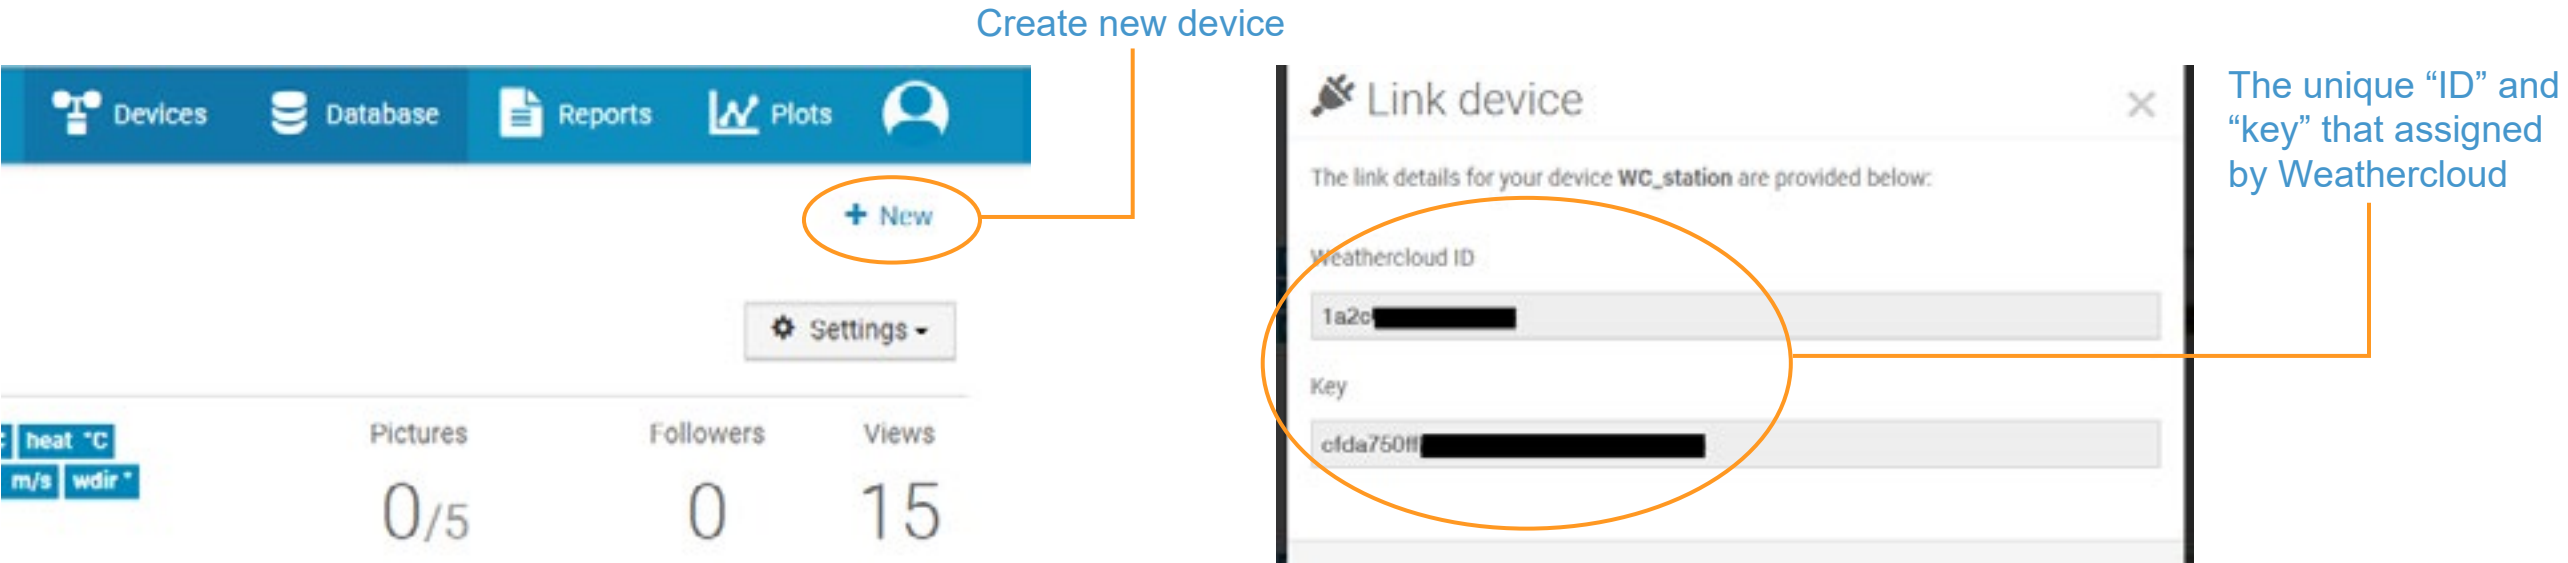 Create new device
Devices Database Reports Plots
+ New
Settings
heat °C
m/s wdir °
Pictures Followers Views
0/5 0 15
Link device
The link details for your device WC_station are provided below:
Weathercloud ID
1a2c
Key
cfda750ff
The unique “ID” and
“key” that assigned
by Weathercloud